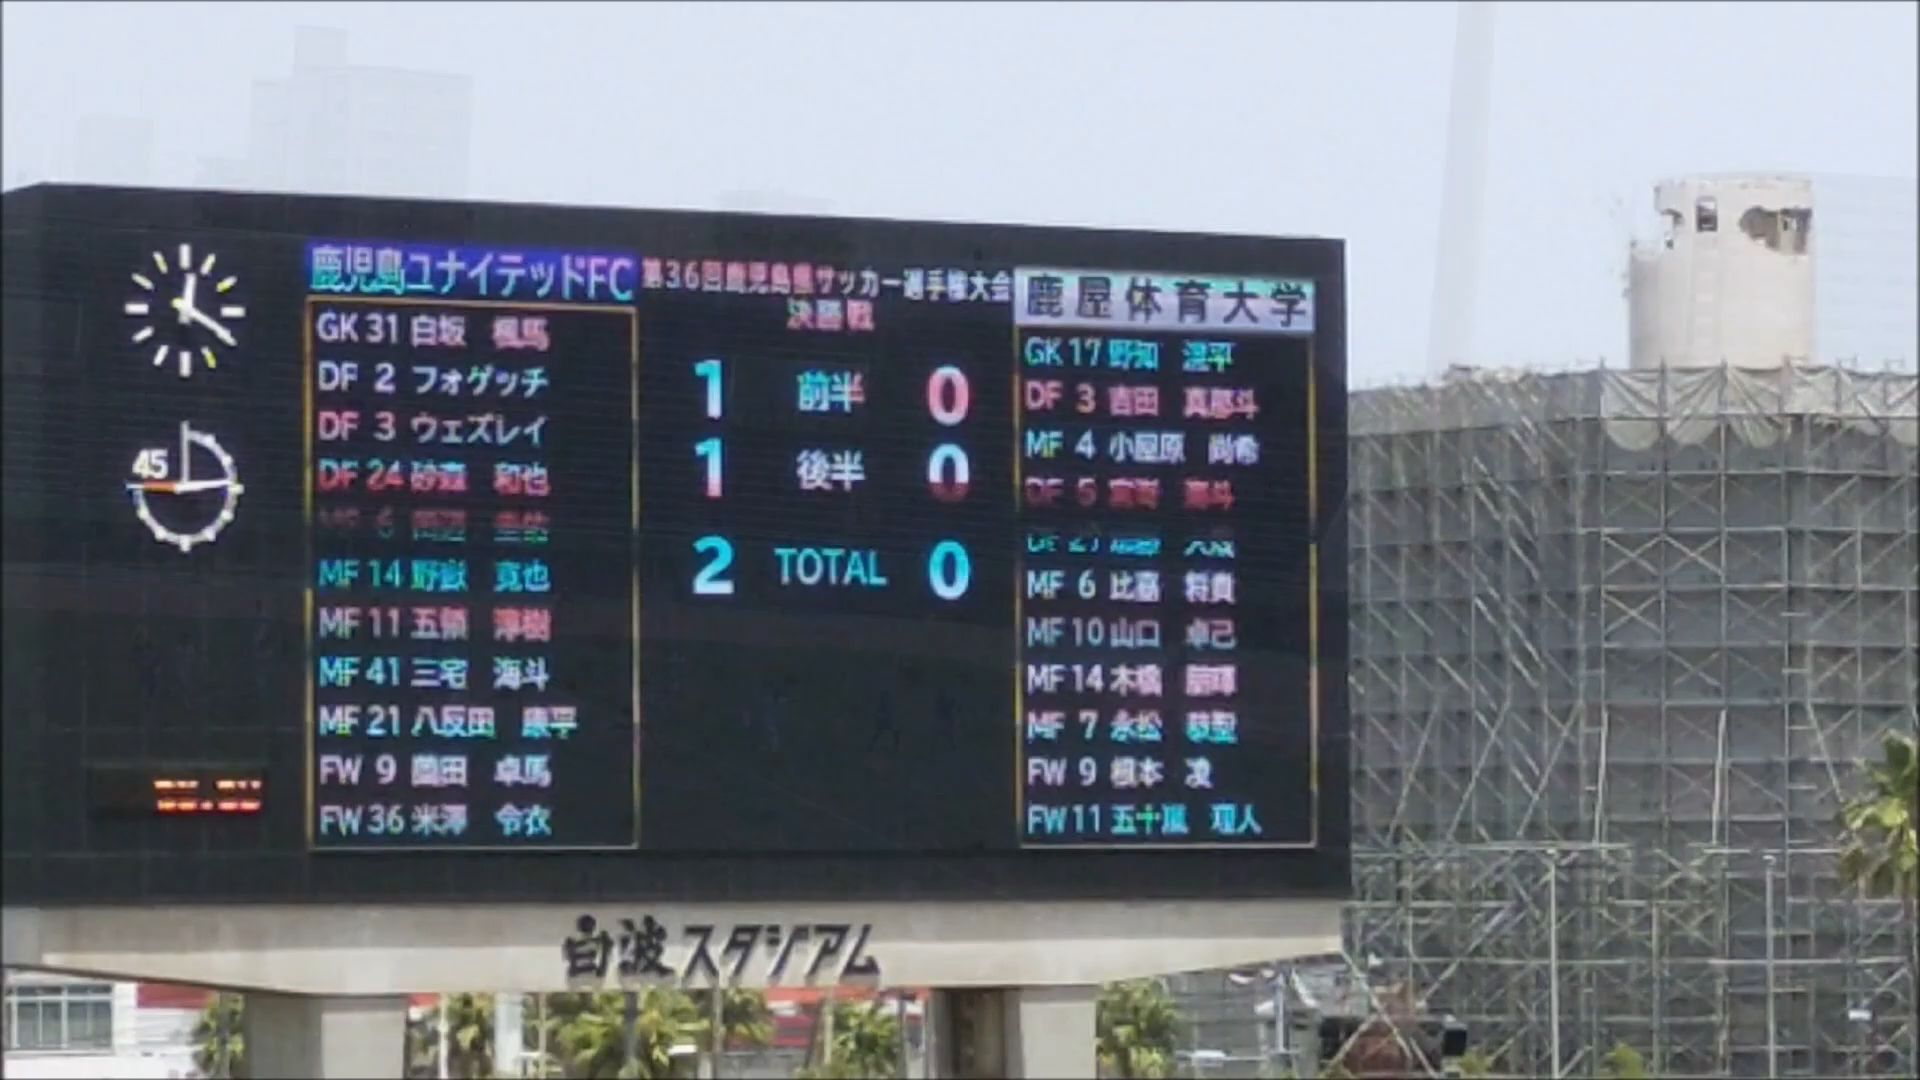 鹿児島ユナイテッドFC
GK 31 白坂 楓馬
DF 2 フォゲッチ
DF 3 ウェズレイ
DF 24 砂森 和也
MF 14 野嶽 寛也
MF 11 五領 淳樹
MF 41 三宅 海斗
MF 21 八反田 康平
FW 9 薗田 卓馬
FW 36 米澤 令衣
45
第36回鹿児島県サッカー選手権大会
決勝戦
1 前半 0
1 後半 0
2 TOTAL 0
鹿屋体育大学
GK 17 野知 滉平
DF 3 吉田 真那斗
MF 4 小屋原 尚希
DF 5
MF 6 比嘉 将貴
MF 10 山口 卓己
MF 14 木橋
MF 7 永松 恭聖
FW 9 根本 凌
FW 11 五十嵐 理人
白波スタジアム